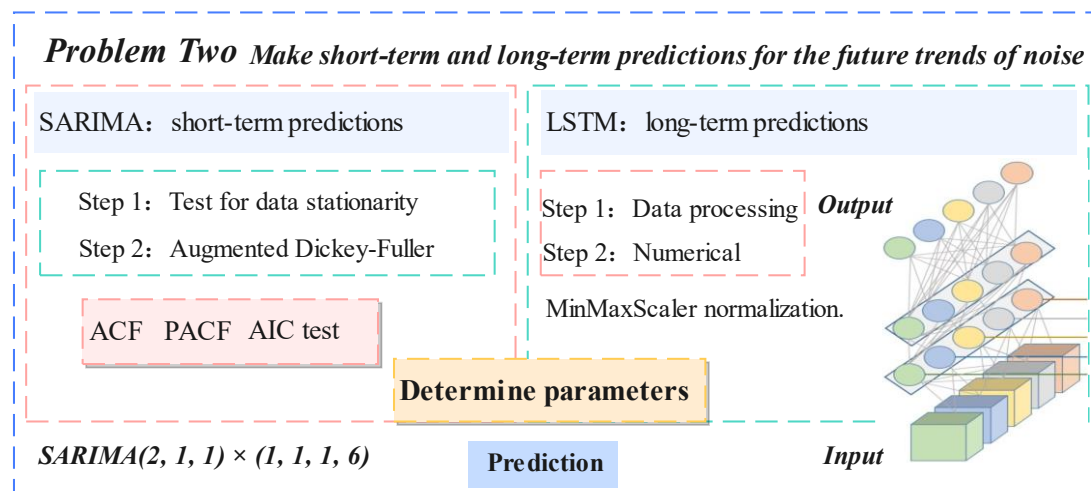 Problem Two Make short-term and long-term predictions for the future trends of noise
SARIMA：short-term predictions
Step 1：Test for data stationarity
Step 2：Augmented Dickey-Fuller
ACF PACF AIC test
LSTM：long-term predictions
Step 1：Data processing
Step 2：Numerical
MinMaxScaler normalization.
Output
Determine parameters
SARIMA(2, 1, 1) × (1, 1, 1, 6)
Prediction
Input